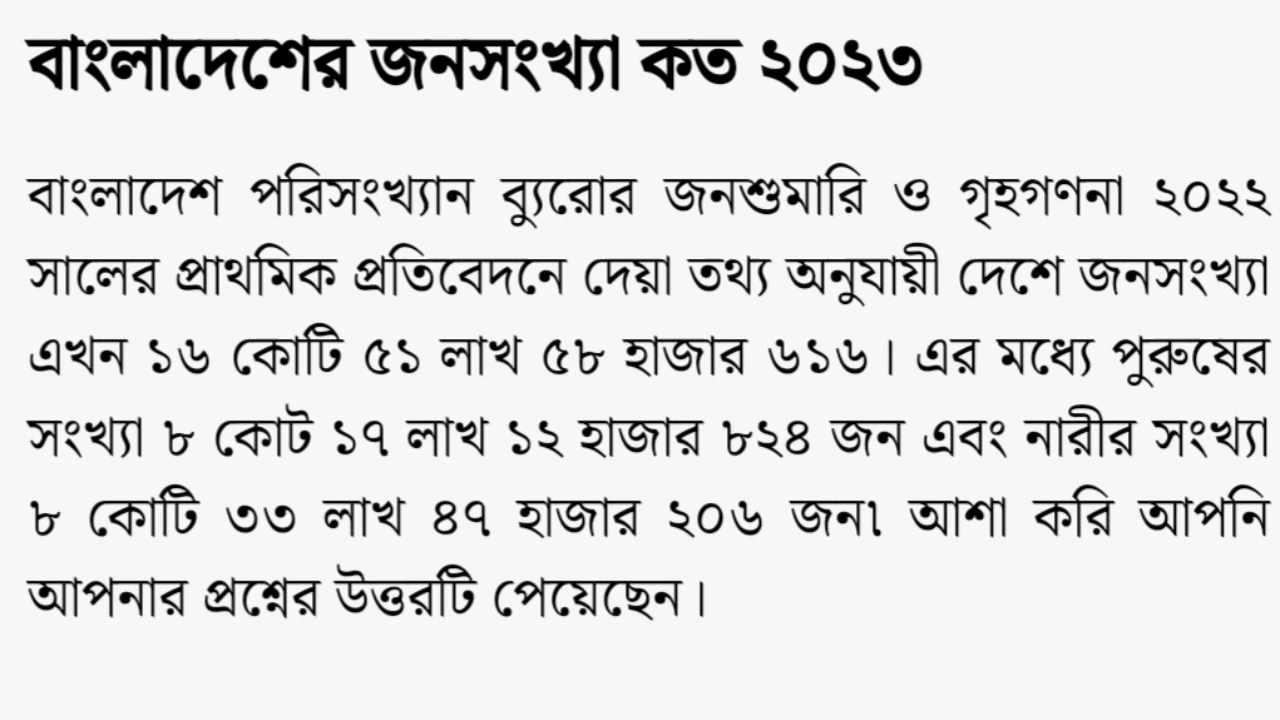 বাংলাদেশের জনসংখ্যা কত ২০২৩
বাংলাদেশ পরিসংখ্যান ব্যুরোর জনশুমারি ও গৃহগণনা ২০২২
সালের প্রাথমিক প্রতিবেদনে দেয়া তথ্য অনুযায়ী দেশে জনসংখ্যা
এখন ১৬ কোটি ৫১ লাখ ৫৮ হাজার ৬১৬। এর মধ্যে পুরুষের
সংখ্যা ৮ কোট ১৭ লাখ ১২ হাজার ৮২৪ জন এবং নারীর সংখ্যা
৮ কোটি ৩৩ লাখ ৪৭ হাজার ২০৬ জন৷ আশা করি আপনি
আপনার প্রশ্নের উত্তরটি পেয়েছেন।